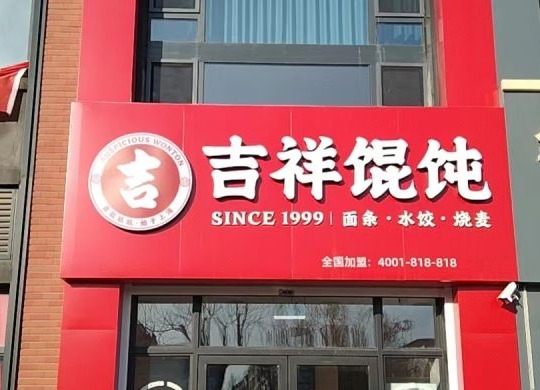 AUSPICIOUS WONTON
吉
吉祥馄饨
SINCE 1999 | 面条·水饺·烧麦
全国加盟：4001-818-818